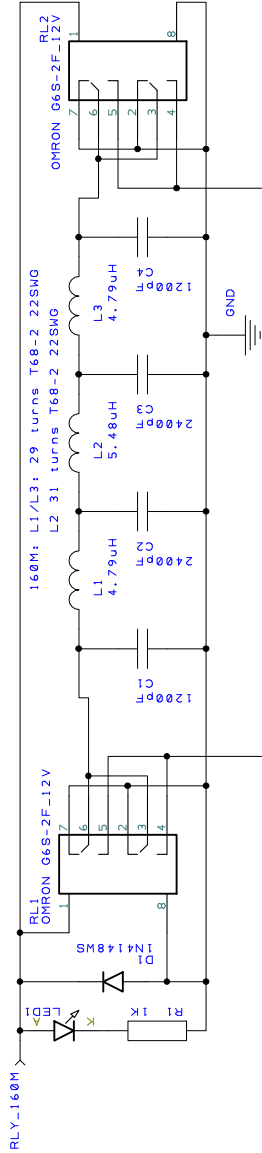 RL2
OMRON G6S-2F_12V
1
8
7
6
5
2
3
4
160M: L1/L3: 29 turns T68-2 22SWG
L2 31 turns T68-2 22SWG
L3
4.79uH
C4
1200pF
GND
L2
5.48uH
C3
2400pF
L1
4.79uH
C2
2400pF
C1
1200pF
RL1
OMRON G6S-2F_12V
7
6
5
2
3
4
1
8
D1
1N4148WS
LED1
A
K
R1
1K
RLY_160M